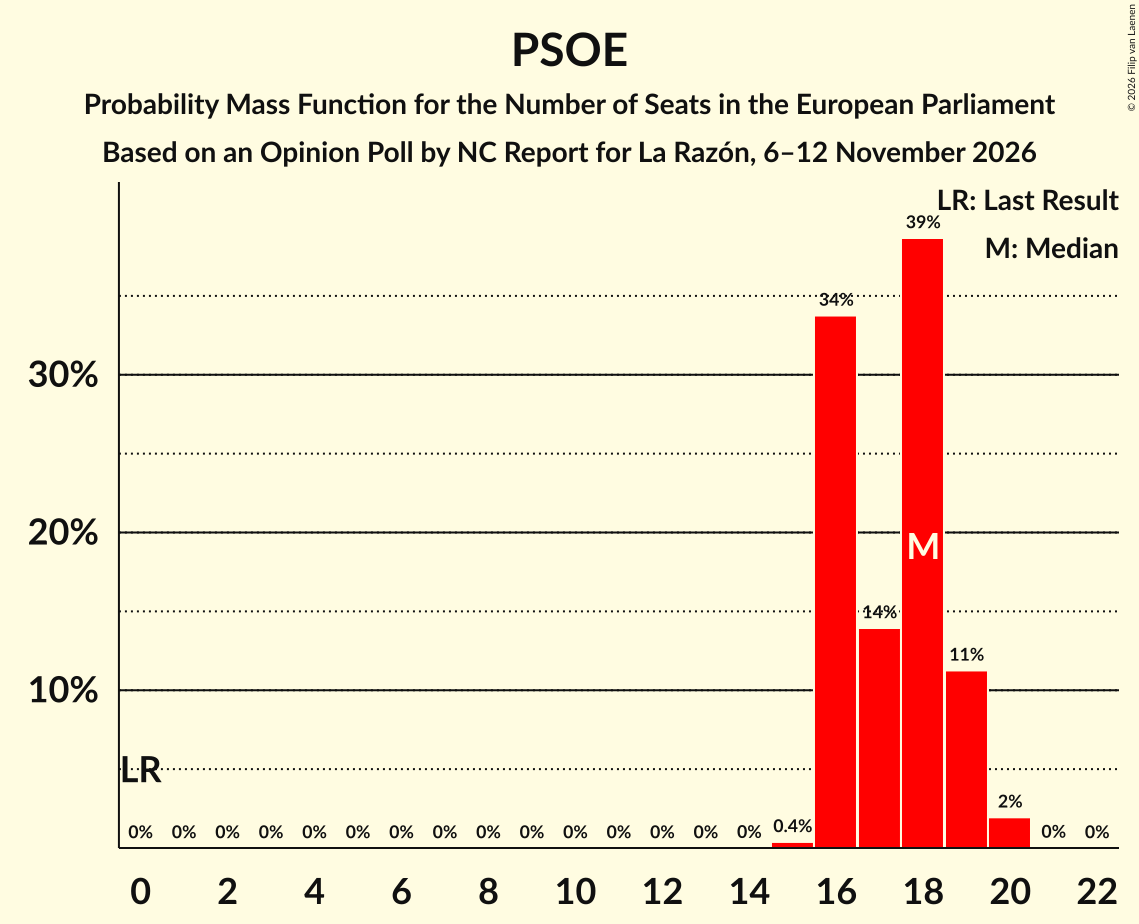 PSOE
Probability Mass Function for the Number of Seats in the European Parliament
Based on an Opinion Poll by NC Report for La Razón, 6–12 November 2026
© 2026 Filip van Laenen
LR: Last Result
M: Median
39%
34%
30%
20%
M
14%
11%
10%
LR
2%
0% 0% 0% 0% 0% 0% 0% 0% 0% 0% 0% 0% 0% 0% 0% 0.4% 0% 0%
0 2 4 6 8 10 12 14 16 18 20 22